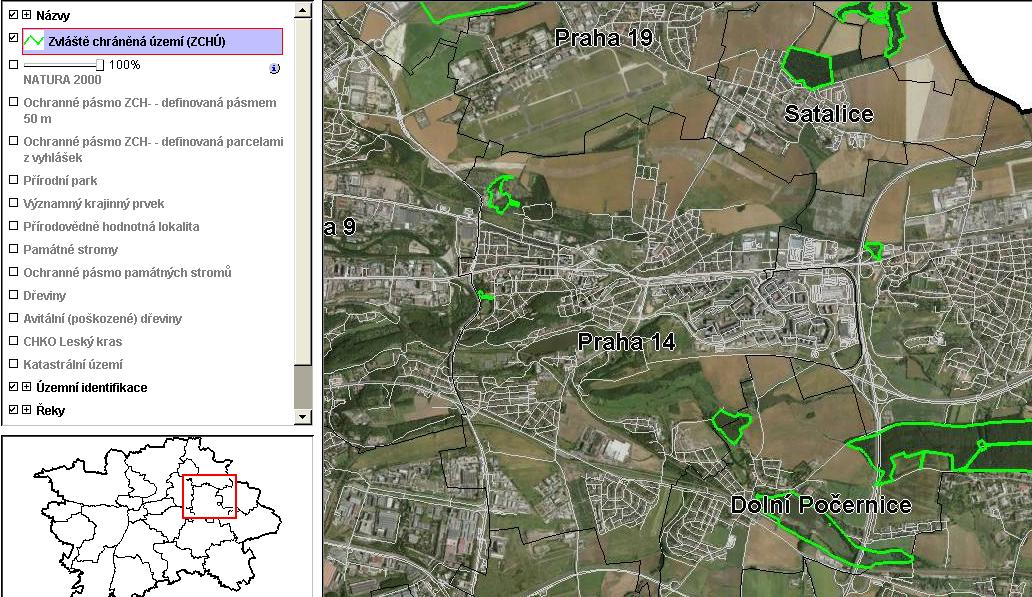 Názvy
Zvláště chráněná území (ZCHÚ)
100%
NATURA 2000
Ochranné pásmo ZCH- - definovaná pásmem
50 m
Ochranné pásmo ZCH- - definovaná parcelami
z vyhlášek
Přírodní park
Významný krajinný prvek
Přírodovědně hodnotná lokalita
Památné stromy
Ochranné pásmo památných stromů
Dřeviny
Avitální (poškozené) dřeviny
CHKO Leský kras
Katastrální území
Územní identifikace
Řeky
Praha 19
Satalice
a 9
Praha 14
Dolní Počernice